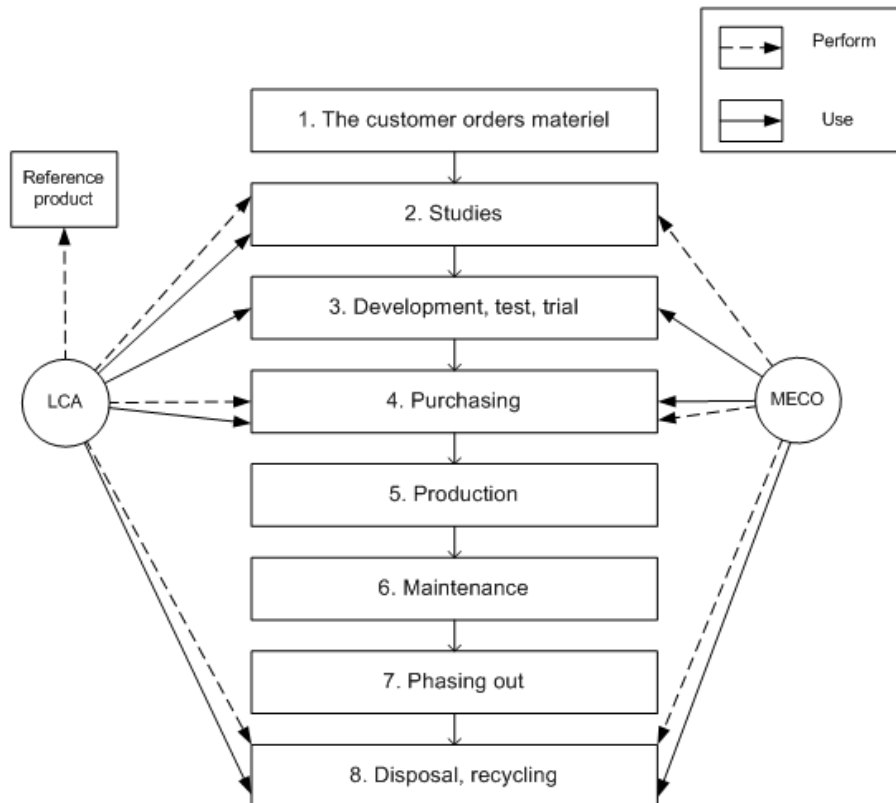 Perform
Use
1. The customer orders materiel
Reference
product
2. Studies
3. Development, test, trial
LCA
4. Purchasing
MECO
5. Production
6. Maintenance
7. Phasing out
8. Disposal, recycling